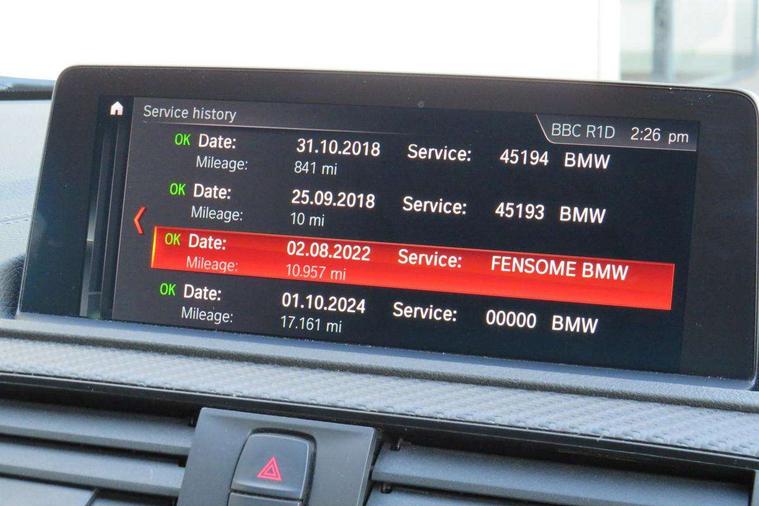 Service history
BBC R1D 2:26 pm
OK Date: 31.10.2018 Service: 45194 BMW
Mileage: 841 mi
OK Date: 25.09.2018 Service: 45193 BMW
Mileage: 10 mi
OK Date: 02.08.2022 Service: FENSOME BMW
Mileage: 10.957 mi
OK Date: 01.10.2024 Service: 00000 BMW
Mileage: 17.161 mi